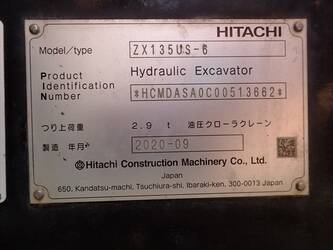 HITACHI
Model/type ZX135US-6
Product Identification Number Hydraulic Excavator
*HCMDASA0C00513662*
つり上荷重 2.9 t 油圧クローラクレーン
製造 年月 2020-09
Hitachi Construction Machinery Co., Ltd.
Japan
650, Kandatsu-machi, Tsuchiura-shi, Ibaraki-ken, 300-0013 Japan